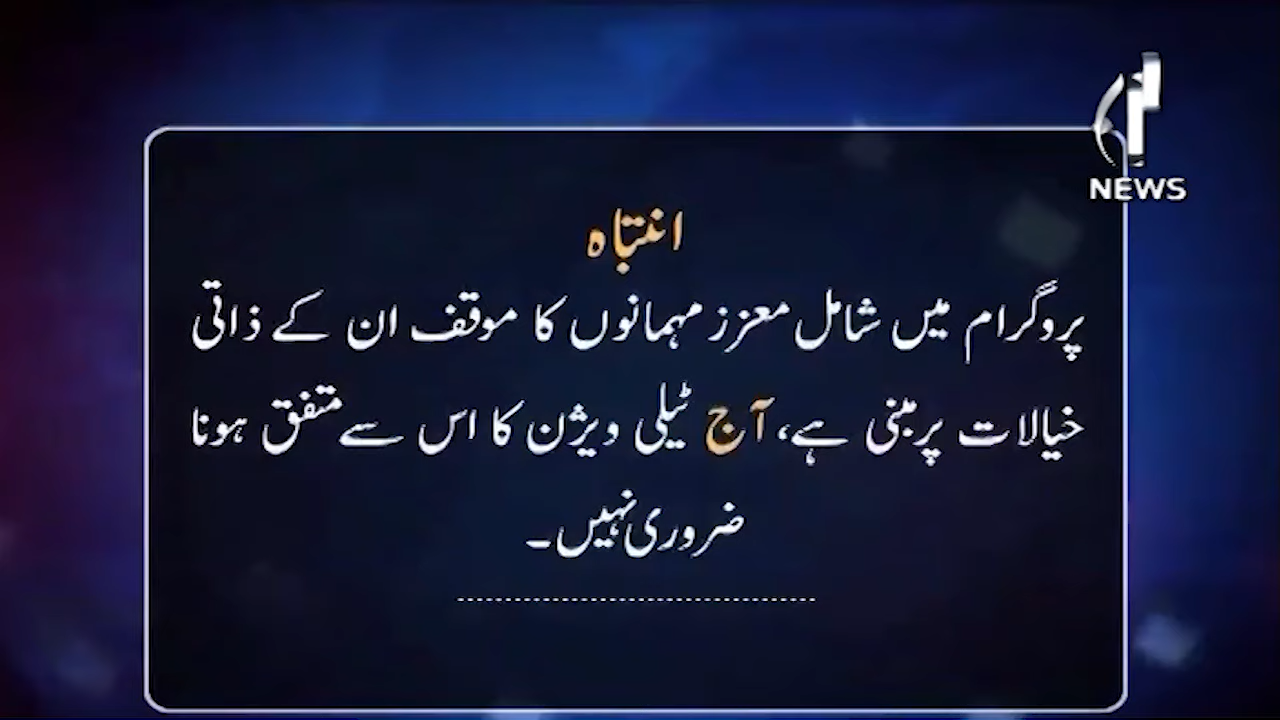 NEWS
انتباہ
پروگرام میں شامل معزز مہمانوں کا موقف ان کے ذاتی
خیالات پر مبنی ہے، آج ٹیلی ویژن کا اس سے متفق ہونا
ضروری نہیں۔